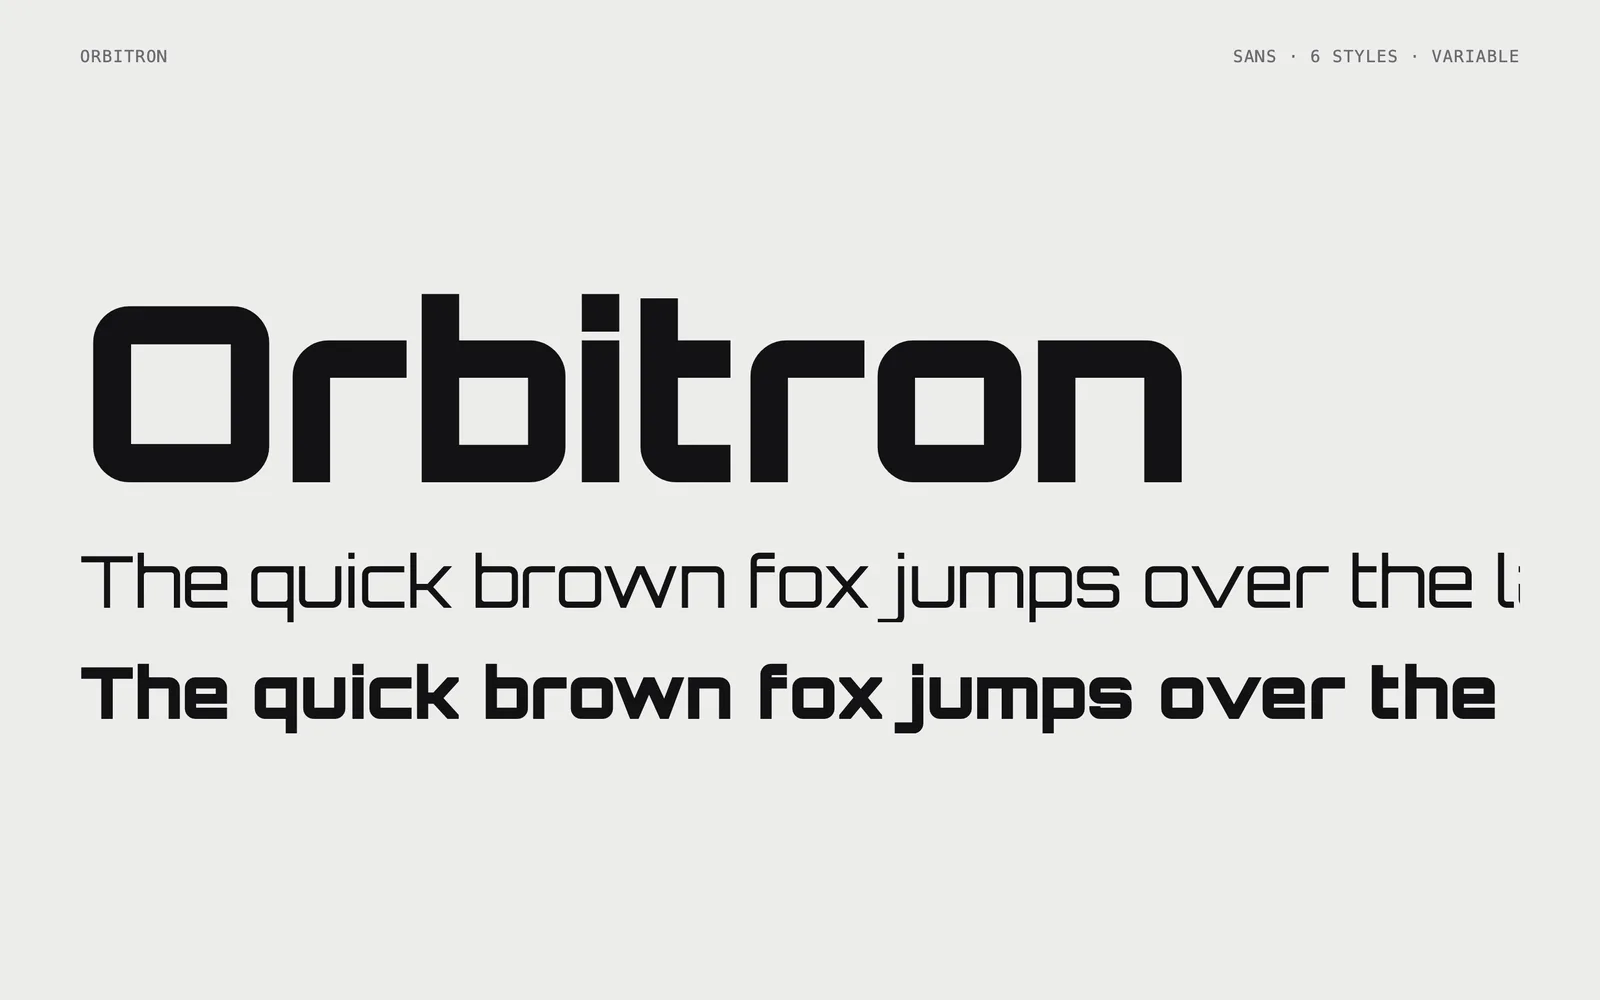 ORBITRON
SANS · 6 STYLES · VARIABLE
Orbitron
The quick brown fox jumps over the
The quick brown fox jumps over the